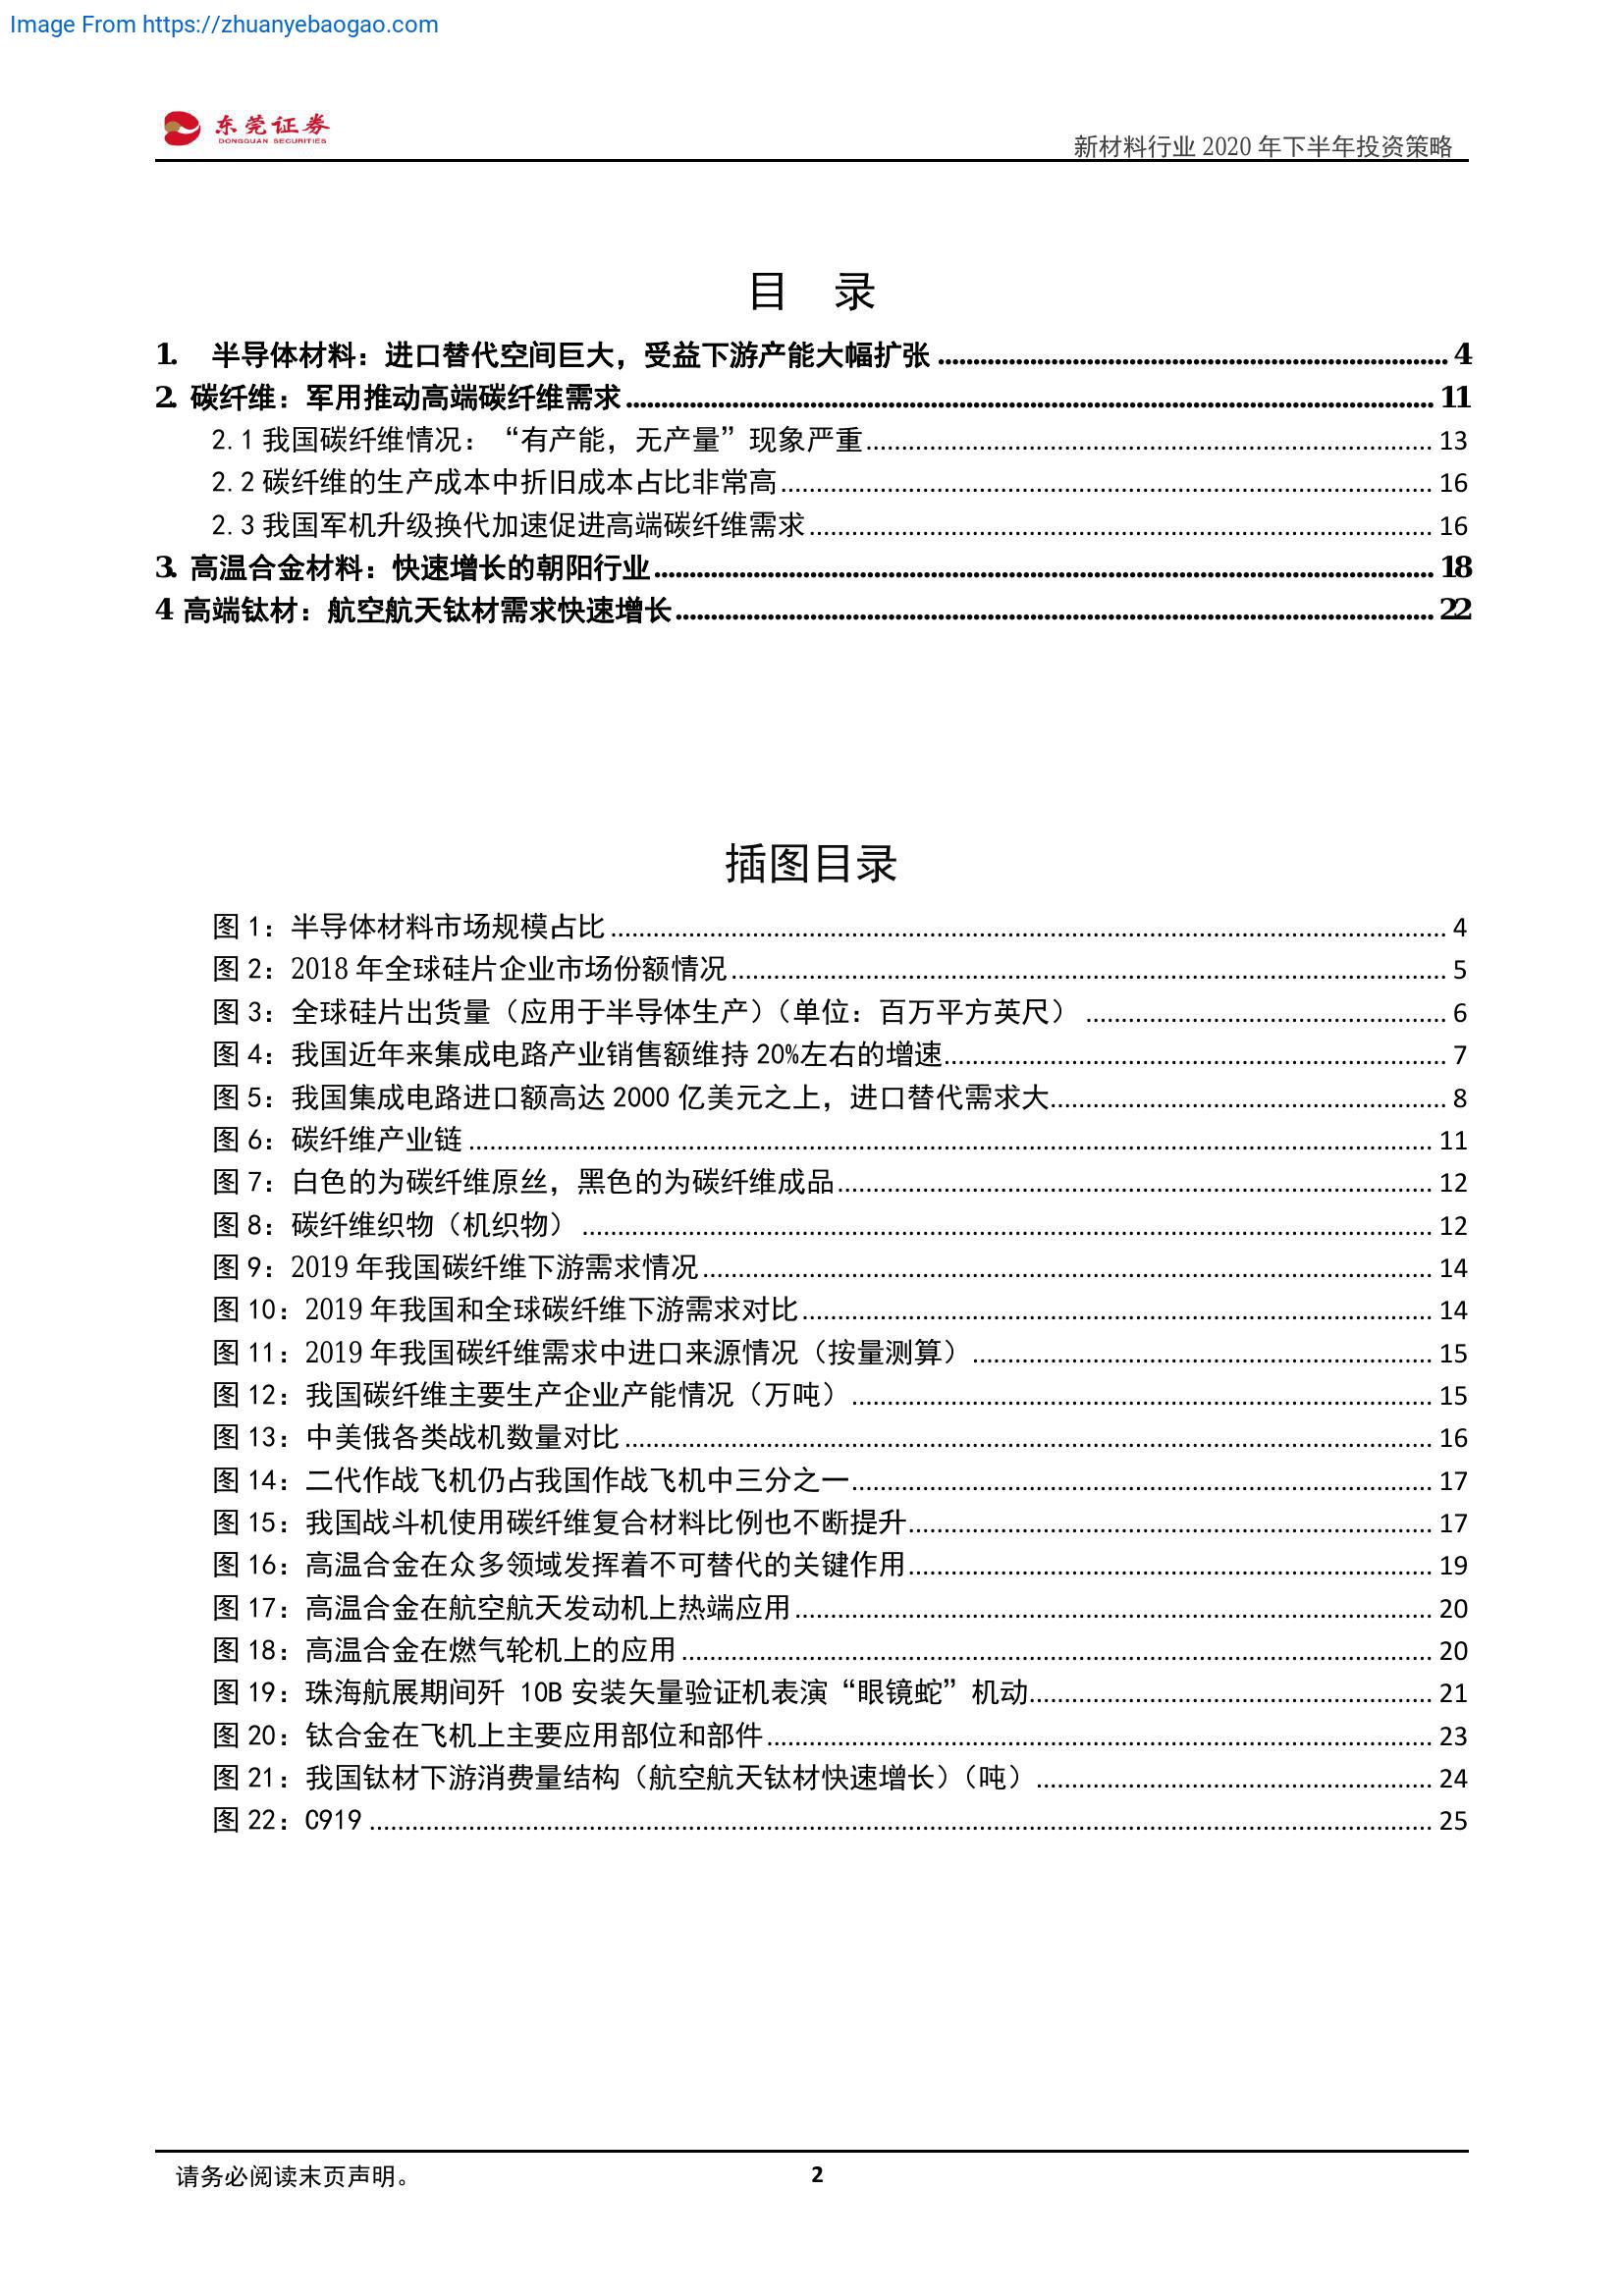 Image From https://zhuanyebaogao.com
东莞证券
DONGGUAN SECURITIES
新材料行业 2020 年下半年投资策略
目 录
1. 半导体材料：进口替代空间巨大，受益下游产能大幅扩张 4
2. 碳纤维：军用推动高端碳纤维需求 11
2.1 我国碳纤维情况：“有产能，无产量”现象严重 13
2.2 碳纤维的生产成本中折旧成本占比非常高 16
2.3 我国军机升级换代加速促进高端碳纤维需求 16
3. 高温合金材料：快速增长的朝阳行业 18
4 高端钛材：航空航天钛材需求快速增长 22
插图目录
图 1：半导体材料市场规模占比 4
图 2：2018 年全球硅片企业市场份额情况 5
图 3：全球硅片出货量（应用于半导体生产）（单位：百万平方英尺） 6
图 4：我国近年来集成电路产业销售额维持 20%左右的增速 7
图 5：我国集成电路进口额高达 2000 亿美元之上，进口替代需求大 8
图 6：碳纤维产业链 11
图 7：白色的为碳纤维原丝，黑色的为碳纤维成品 12
图 8：碳纤维织物（机织物） 12
图 9：2019 年我国碳纤维下游需求情况 14
图 10：2019 年我国和全球碳纤维下游需求对比 14
图 11：2019 年我国碳纤维需求中进口来源情况（按量测算） 15
图 12：我国碳纤维主要生产企业产能情况（万吨） 15
图 13：中美俄各类战机数量对比 16
图 14：二代作战飞机仍占我国作战飞机中三分之一 17
图 15：我国战斗机使用碳纤维复合材料比例也不断提升 17
图 16：高温合金在众多领域发挥着不可替代的关键作用 19
图 17：高温合金在航空航天发动机上热端应用 20
图 18：高温合金在燃气轮机上的应用 20
图 19：珠海航展期间歼 10B 安装矢量验证机表演“眼镜蛇”机动 21
图 20：钛合金在飞机上主要应用部位和部件 23
图 21：我国钛材下游消费量结构（航空航天钛材快速增长）（吨） 24
图 22：C919 25
请务必阅读末页声明。
2